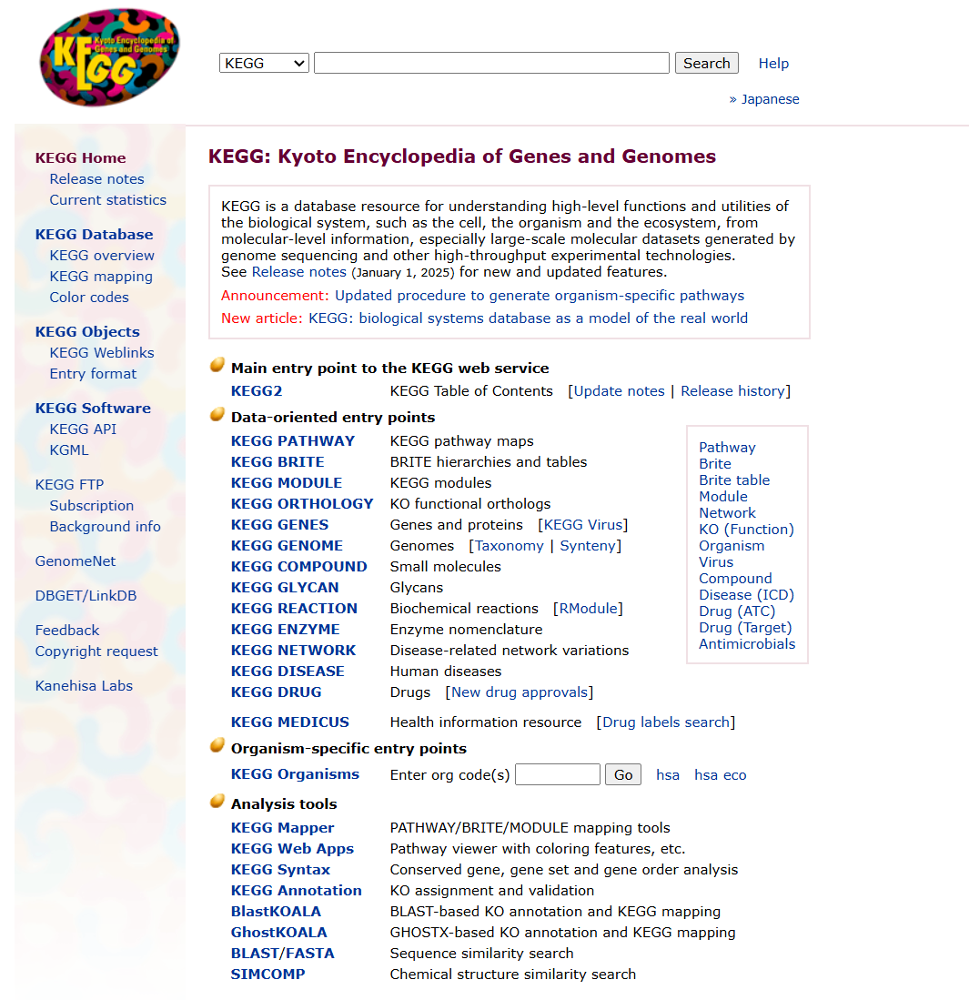 KEGG Kyoto Encyclopedia of Genes and Genomes
KEGG Search Help
» Japanese
KEGG Home
Release notes
Current statistics
KEGG Database
KEGG overview
KEGG mapping
Color codes
KEGG Objects
KEGG Weblinks
Entry format
KEGG Software
KEGG API
KGML
KEGG FTP
Subscription
Background info
GenomeNet
DBGET/LinkDB
Feedback
Copyright request
Kanehisa Labs
KEGG: Kyoto Encyclopedia of Genes and Genomes
KEGG is a database resource for understanding high-level functions and utilities of
the biological system, such as the cell, the organism and the ecosystem, from
molecular-level information, especially large-scale molecular datasets generated by
genome sequencing and other high-throughput experimental technologies.
See Release notes (January 1, 2025) for new and updated features.
Announcement: Updated procedure to generate organism-specific pathways
New article: KEGG: biological systems database as a model of the real world
Main entry point to the KEGG web service
KEGG2 KEGG Table of Contents [Update notes | Release history]
Data-oriented entry points
KEGG PATHWAY KEGG pathway maps
KEGG BRITE BRITE hierarchies and tables
KEGG MODULE KEGG modules
KEGG ORTHOLOGY KO functional orthologs
KEGG GENES Genes and proteins [KEGG Virus]
KEGG GENOME Genomes [Taxonomy | Synteny]
KEGG COMPOUND Small molecules
KEGG GLYCAN Glycans
KEGG REACTION Biochemical reactions [RModule]
KEGG ENZYME Enzyme nomenclature
KEGG NETWORK Disease-related network variations
KEGG DISEASE Human diseases
KEGG DRUG Drugs [New drug approvals]
KEGG MEDICUS Health information resource [Drug labels search]
Pathway
Brite
Brite table
Module
Network
KO (Function)
Organism
Virus
Compound
Disease (ICD)
Drug (ATC)
Drug (Target)
Antimicrobials
Organism-specific entry points
KEGG Organisms Enter org code(s) Go hsa hsa eco
Analysis tools
KEGG Mapper PATHWAY/BRITE/MODULE mapping tools
KEGG Web Apps Pathway viewer with coloring features, etc.
KEGG Syntax Conserved gene, gene set and gene order analysis
KEGG Annotation KO assignment and validation
BlastKOALA BLAST-based KO annotation and KEGG mapping
GhostKOALA GHOSTX-based KO annotation and KEGG mapping
BLAST/FASTA Sequence similarity search
SIMCOMP Chemical structure similarity search